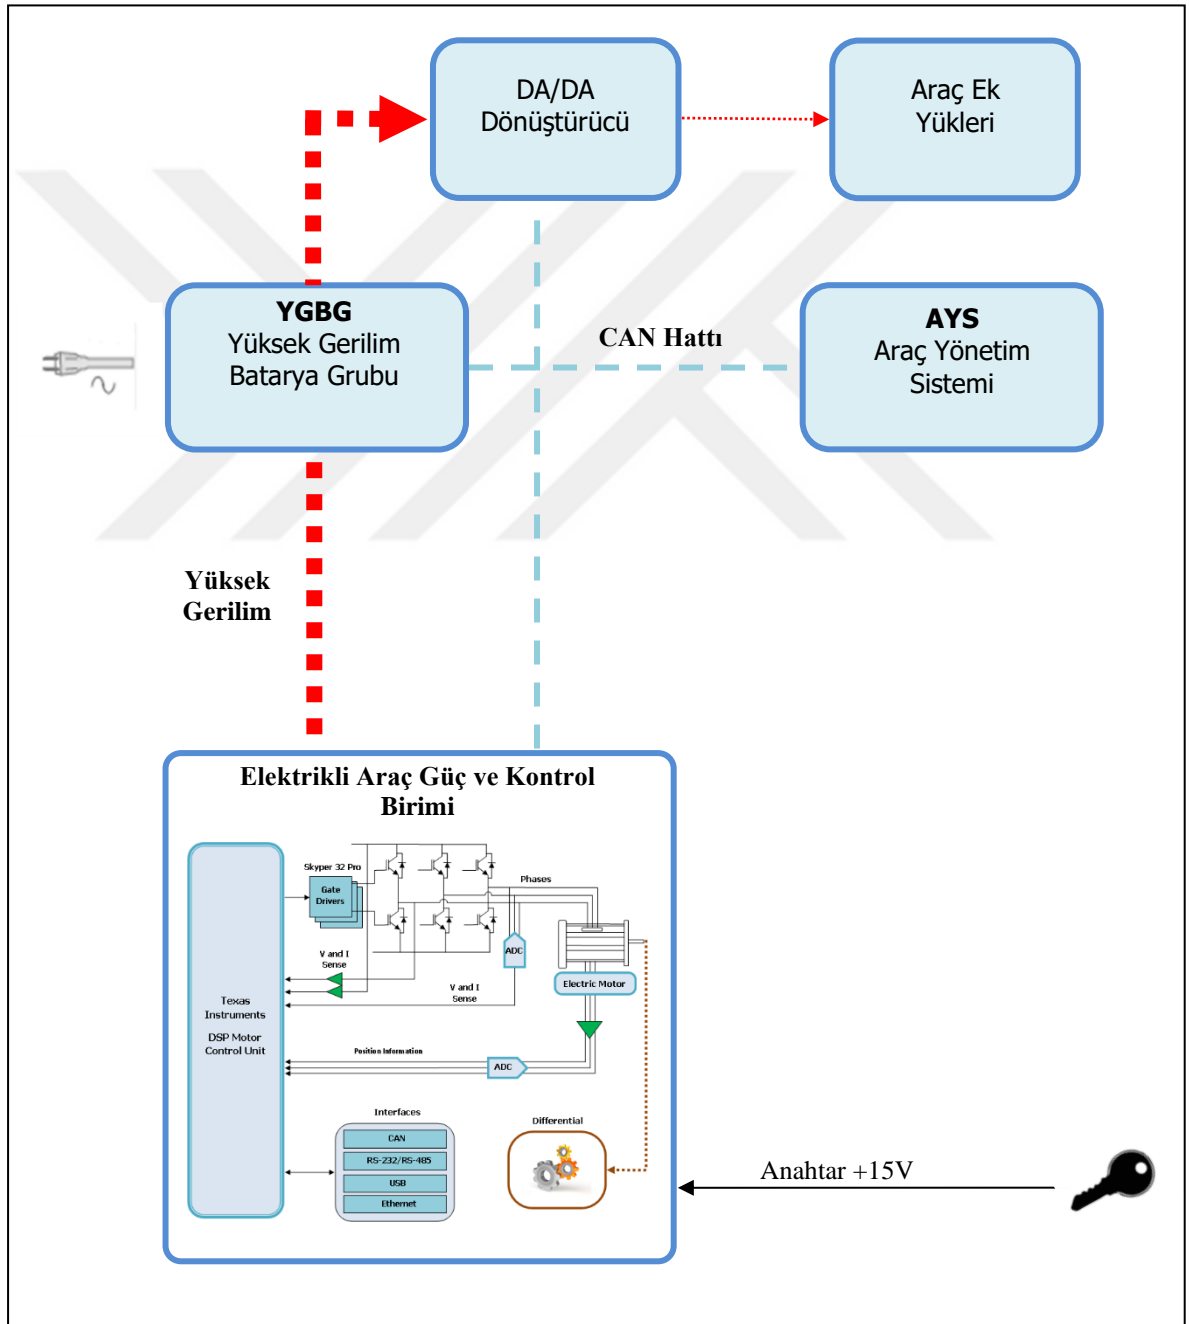 DA/DA
Dönüştürücü
Araç Ek
Yükleri
YGBG
Yüksek Gerilim
Batarya Grubu
CAN Hattı
AYS
Araç Yönetim
Sistemi
Yüksek
Gerilim
Elektrikli Araç Güç ve Kontrol
Birimi
Skyper 32 Pro
Gate
Drivers
Phases
ADC
V and I
Sense
V and I
Sense
Electric Motor
Texas
Instruments
DSP Motor
Control Unit
Position Information
ADC
Interfaces
CAN
RS-232/RS-485
USB
Ethernet
Differential
Anahtar +15V